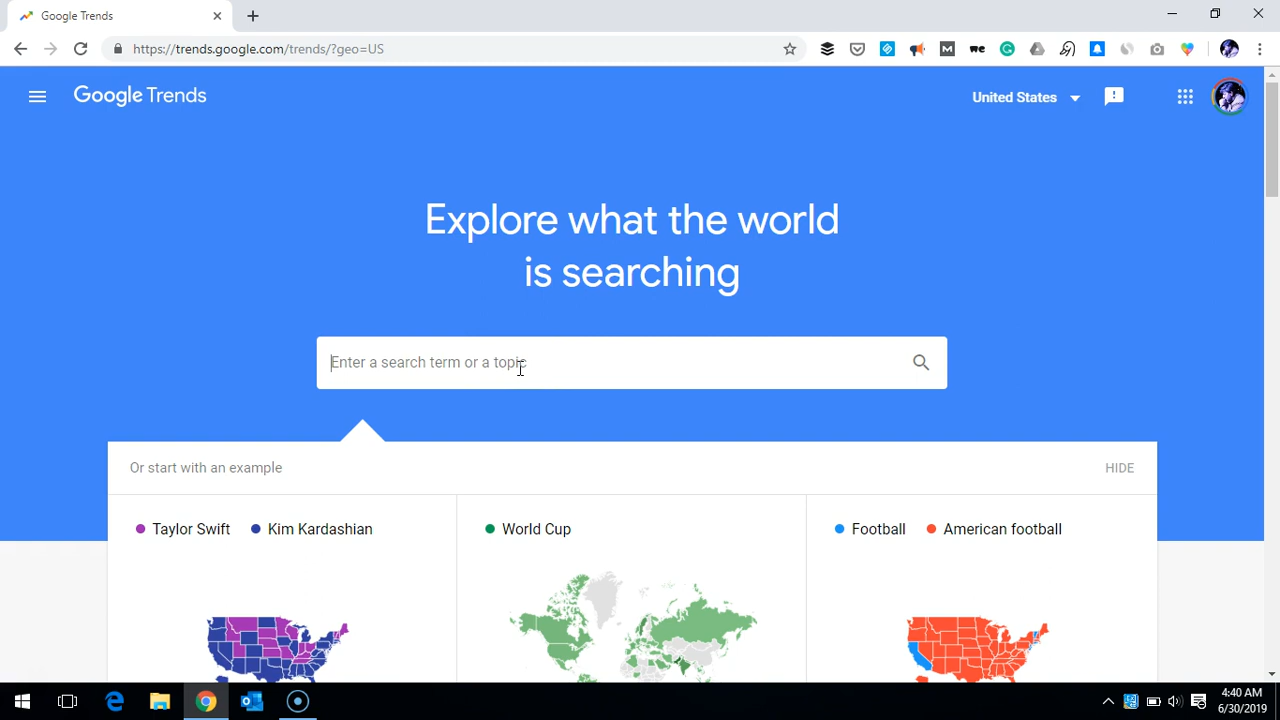 Google Trends
https://trends.google.com/trends/?geo=US
Google Trends
United States
Explore what the world
is searching
Enter a search term or a topic
Or start with an example
HIDE
Taylor Swift Kim Kardashian
World Cup
Football American football
4:40 AM
6/30/2019